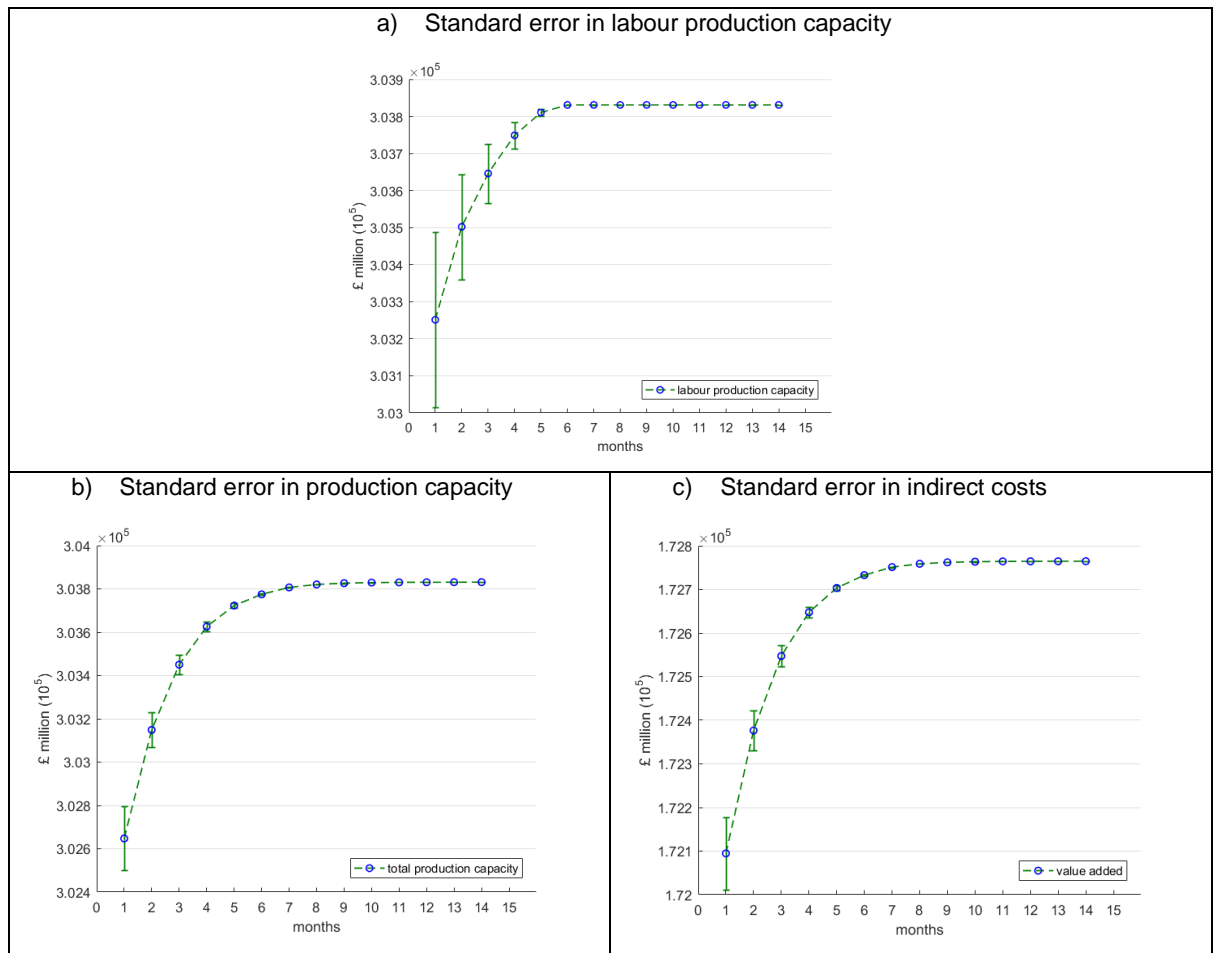 a) Standard error in labour production capacity
×10^5
3.039
3.038
3.037
3.036
3.035
3.034
3.033
3.032
3.031
3.03
£ million (10^5)
labour production capacity
0 1 2 3 4 5 6 7 8 9 10 11 12 13 14 15
months
b) Standard error in production capacity
×10^5
3.04
3.038
3.036
3.034
3.032
3.03
3.028
3.026
3.024
£ million (10^5)
total production capacity
0 1 2 3 4 5 6 7 8 9 10 11 12 13 14 15
months
c) Standard error in indirect costs
×10^5
1.728
1.727
1.726
1.725
1.724
1.723
1.722
1.721
1.72
£ million (10^5)
value added
0 1 2 3 4 5 6 7 8 9 10 11 12 13 14 15
months